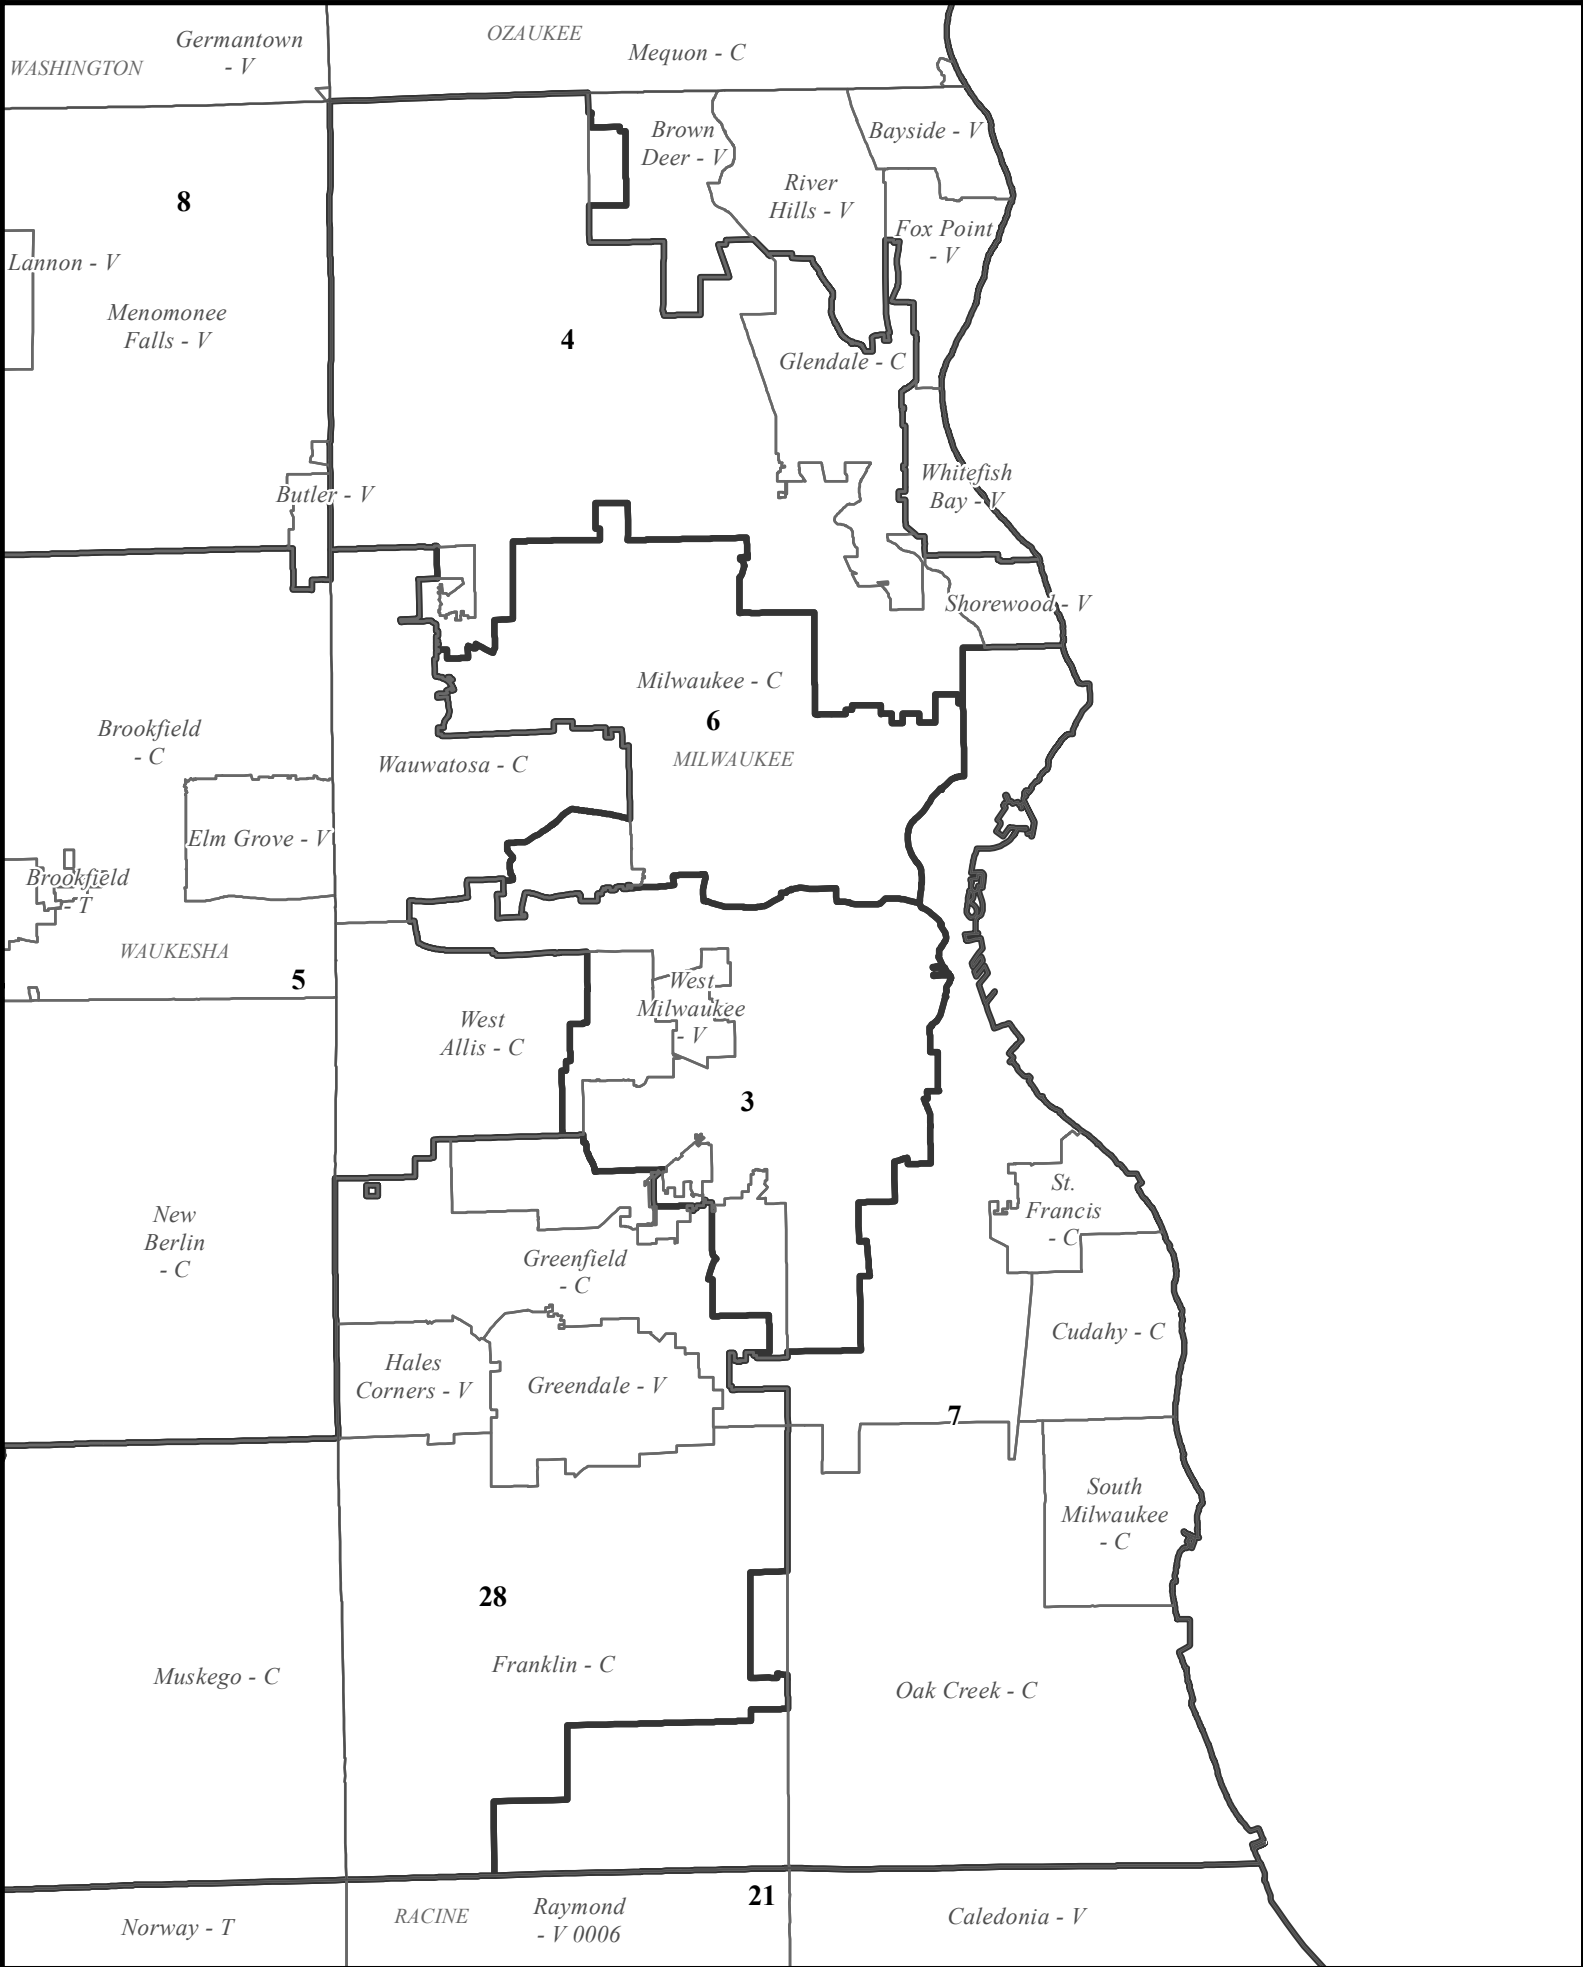 Germantown
- V
OZAUKEE
Mequon - C
WASHINGTON
Brown
Deer - V
Bayside - V
River
Hills - V
8
Fox Point
- V
Lannon - V
Menomonee
Falls - V
4
Glendale - C
Whitefish
Bay - V
Butler - V
Shorewood - V
Milwaukee - C
6
MILWAUKEE
Brookfield
- C
Wauwatosa - C
Elm Grove - V
Brookfield
- T
WAUKESHA
5
West
Milwaukee
- V
West
Allis - C
3
St.
Francis
- C
New
Berlin
- C
Greenfield
- C
Cudahy - C
Hales
Corners - V
Greendale - V
7
South
Milwaukee
- C
28
Franklin - C
Muskego - C
Oak Creek - C
21
Norway - T
RACINE
Raymond
- V 0006
Caledonia - V